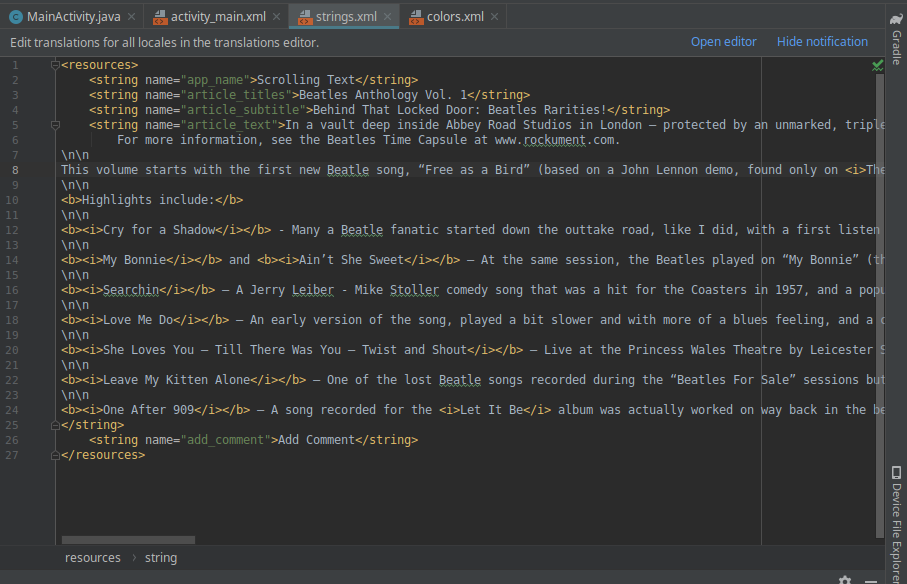 MainActivity.java activity_main.xml strings.xml colors.xml
Edit translations for all locales in the translations editor. Open editor Hide notification
1 <resources>
2 <string name="app_name">Scrolling Text</string>
3 <string name="article_titles">Beatles Anthology Vol. 1</string>
4 <string name="article_subtitle">Behind That Locked Door: Beatles Rarities!</string>
5 <string name="article_text">In a vault deep inside Abbey Road Studios in London — protected by an unmarked, triple
6 For more information, see the Beatles Time Capsule at www.rockument.com.
7 \n\n
8 This volume starts with the first new Beatle song, “Free as a Bird” (based on a John Lennon demo, found only on <i>The
9 \n\n
10 <b>Highlights include:</b>
11 \n\n
12 <b><i>Cry for a Shadow</i></b> - Many a Beatle fanatic started down the outtake road, like I did, with a first listen
13 \n\n
14 <b><i>My Bonnie</i></b> and <b><i>Ain’t She Sweet</i></b> — At the same session, the Beatles played on “My Bonnie” (th
15 \n\n
16 <b><i>Searchin</i></b> — A Jerry Leiber - Mike Stoller comedy song that was a hit for the Coasters in 1957, and a popu
17 \n\n
18 <b><i>Love Me Do</i></b> — An early version of the song, played a bit slower and with more of a blues feeling, and a c
19 \n\n
20 <b><i>She Loves You — Till There Was You — Twist and Shout</i></b> — Live at the Princess Wales Theatre by Leicester S
21 \n\n
22 <b><i>Leave My Kitten Alone</i></b> — One of the lost Beatle songs recorded during the “Beatles For Sale” sessions but
23 \n\n
24 <b><i>One After 909</i></b> — A song recorded for the <i>Let It Be</i> album was actually worked on way back in the be
25 </string>
26 <string name="add_comment">Add Comment</string>
27 </resources>
resources › string
Gradle
Device File Explorer